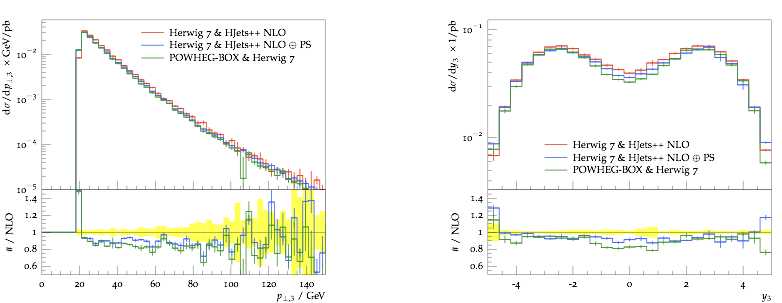 Herwig 7 & HJets++ NLO
Herwig 7 & HJets++ NLO ⊕ PS
POWHEG-BOX & Herwig 7
10⁻²
10⁻³
10⁻⁴
10⁻⁵
dσ/dp⊥,3 × GeV/pb
1.4
1.2
1
0.8
0.6
# / NLO
0 20 40 60 80 100 120 140
p⊥,3 / GeV
10⁻¹
10⁻²
dσ/dy₃ × 1/pb
Herwig 7 & HJets++ NLO
Herwig 7 & HJets++ NLO ⊕ PS
POWHEG-BOX & Herwig 7
1.4
1.2
1
0.8
0.6
# / NLO
-4 -2 0 2 4
y₃